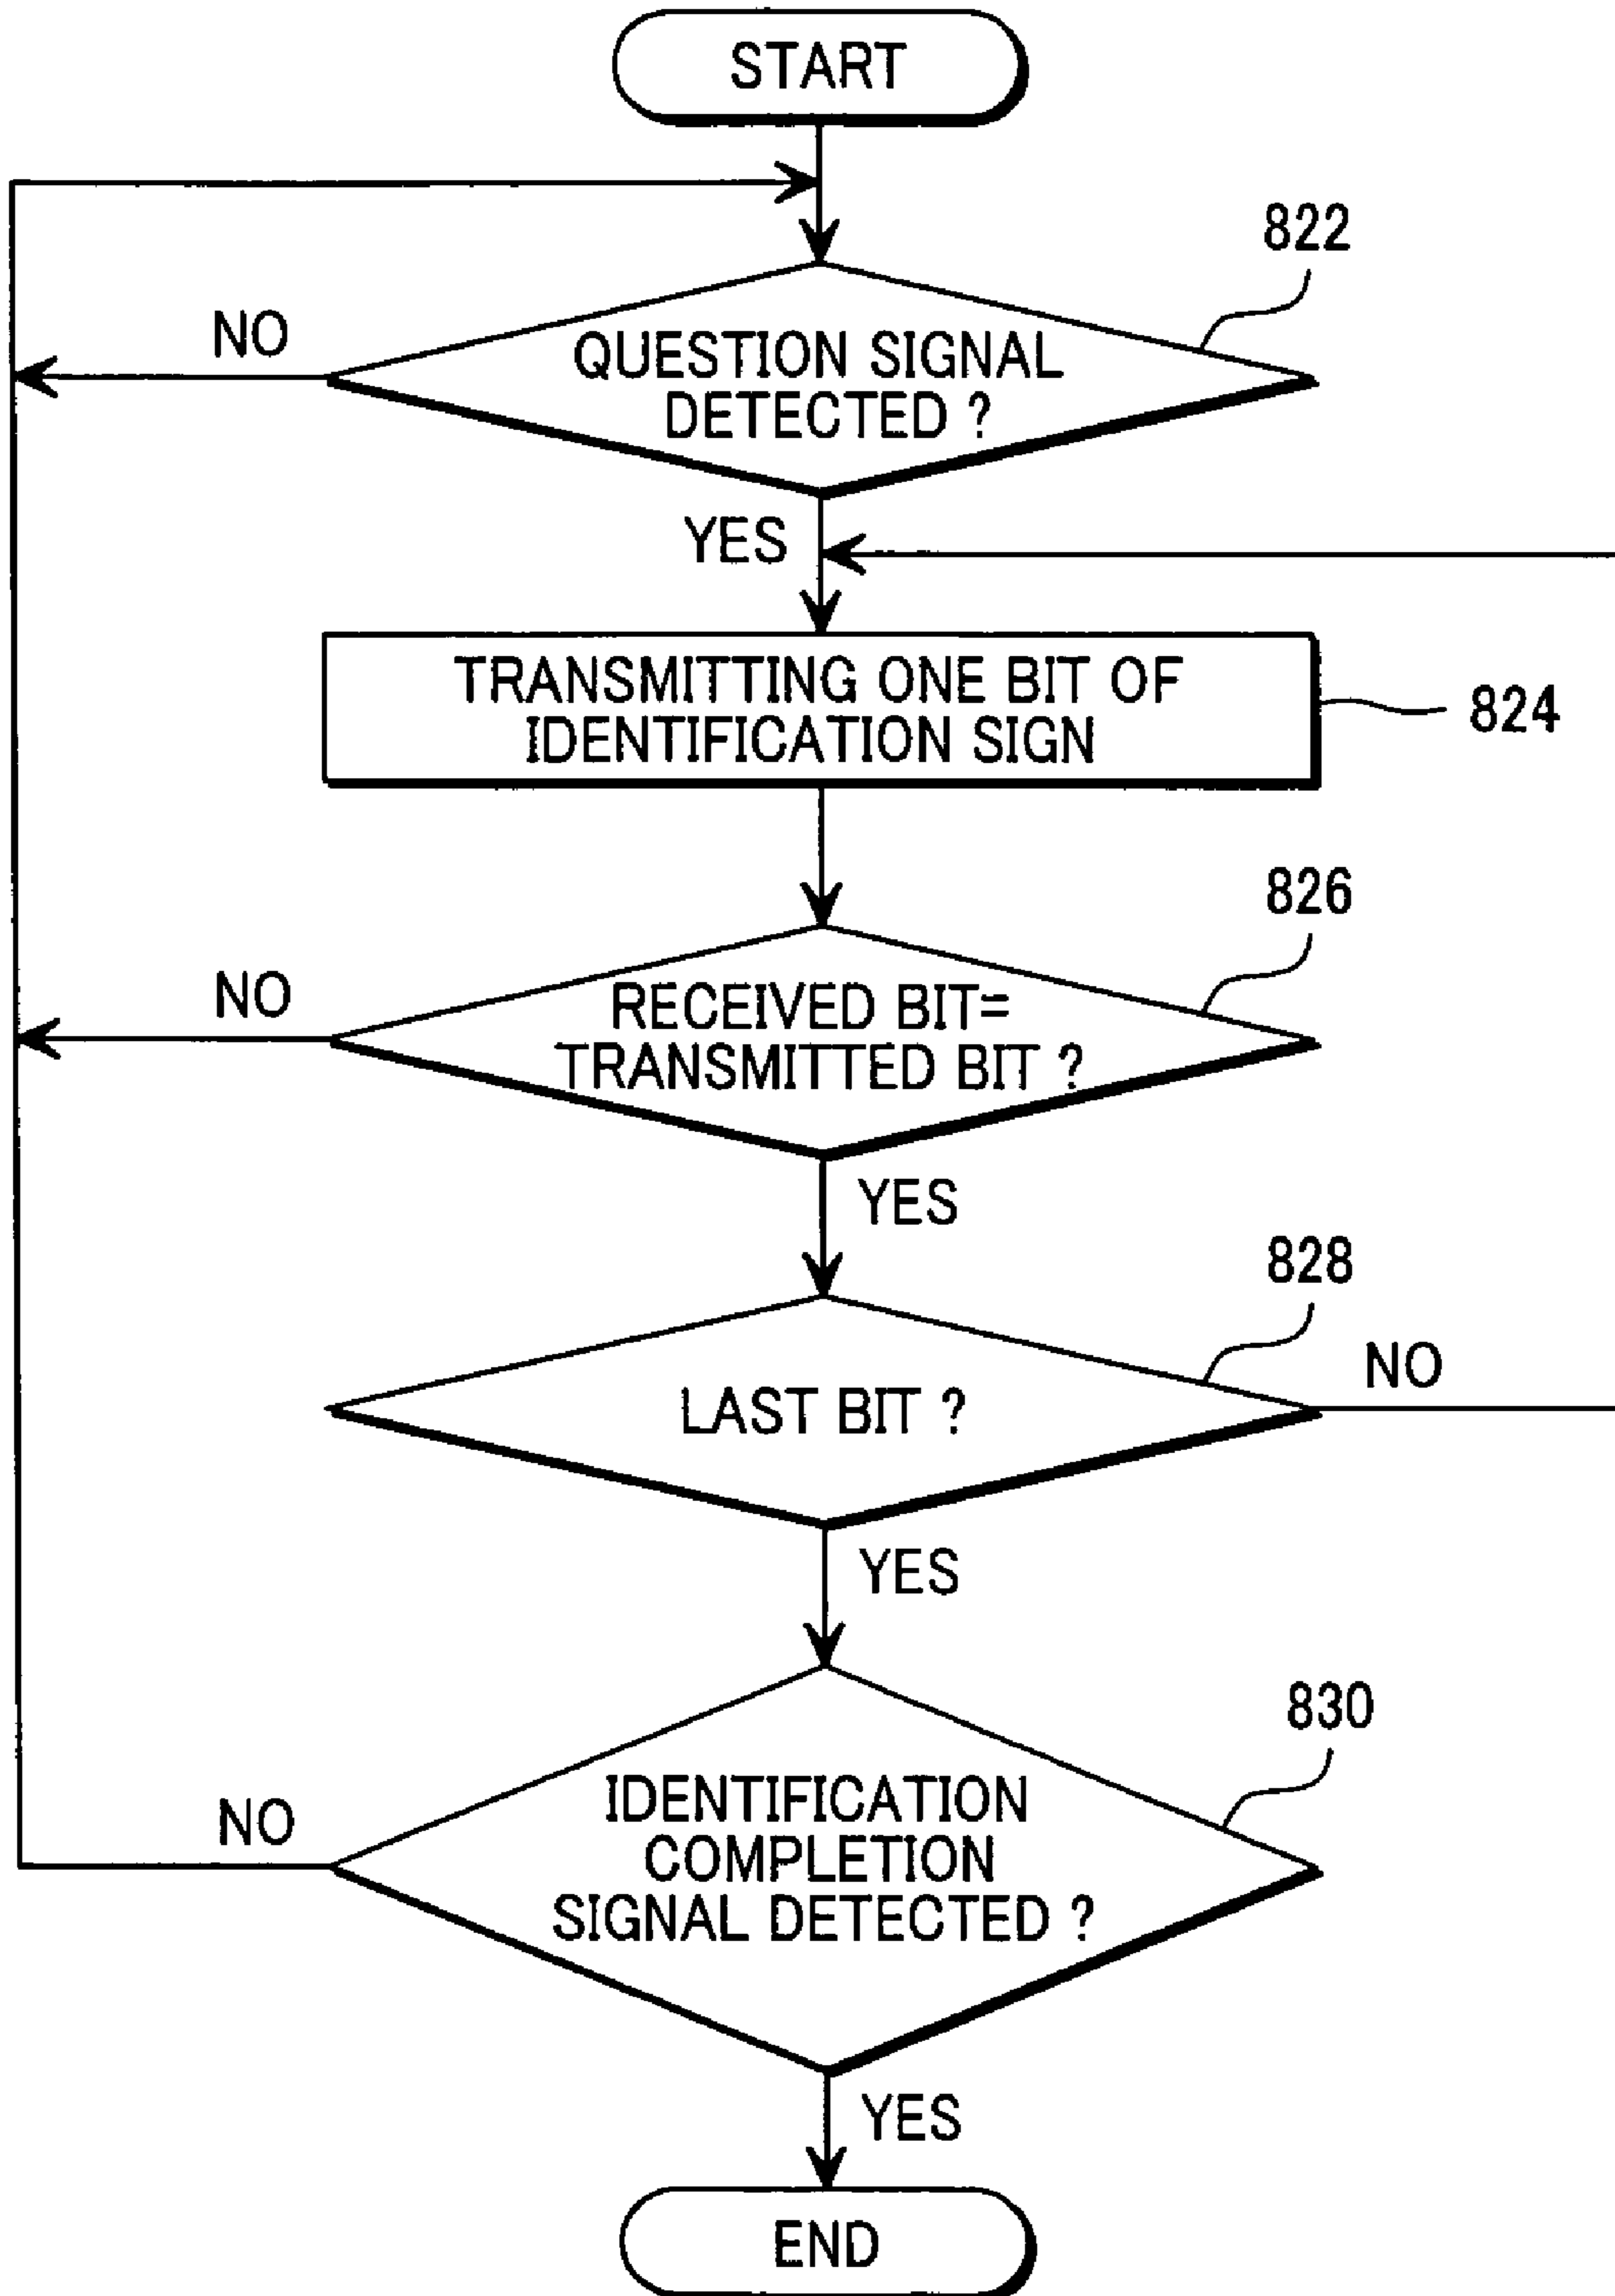 START
822
NO
QUESTION SIGNAL
DETECTED ?
YES
TRANSMITTING ONE BIT OF
IDENTIFICATION SIGN
824
826
NO
RECEIVED BIT=
TRANSMITTED BIT ?
YES
828
NO
LAST BIT ?
YES
830
NO
IDENTIFICATION
COMPLETION
SIGNAL DETECTED ?
YES
END